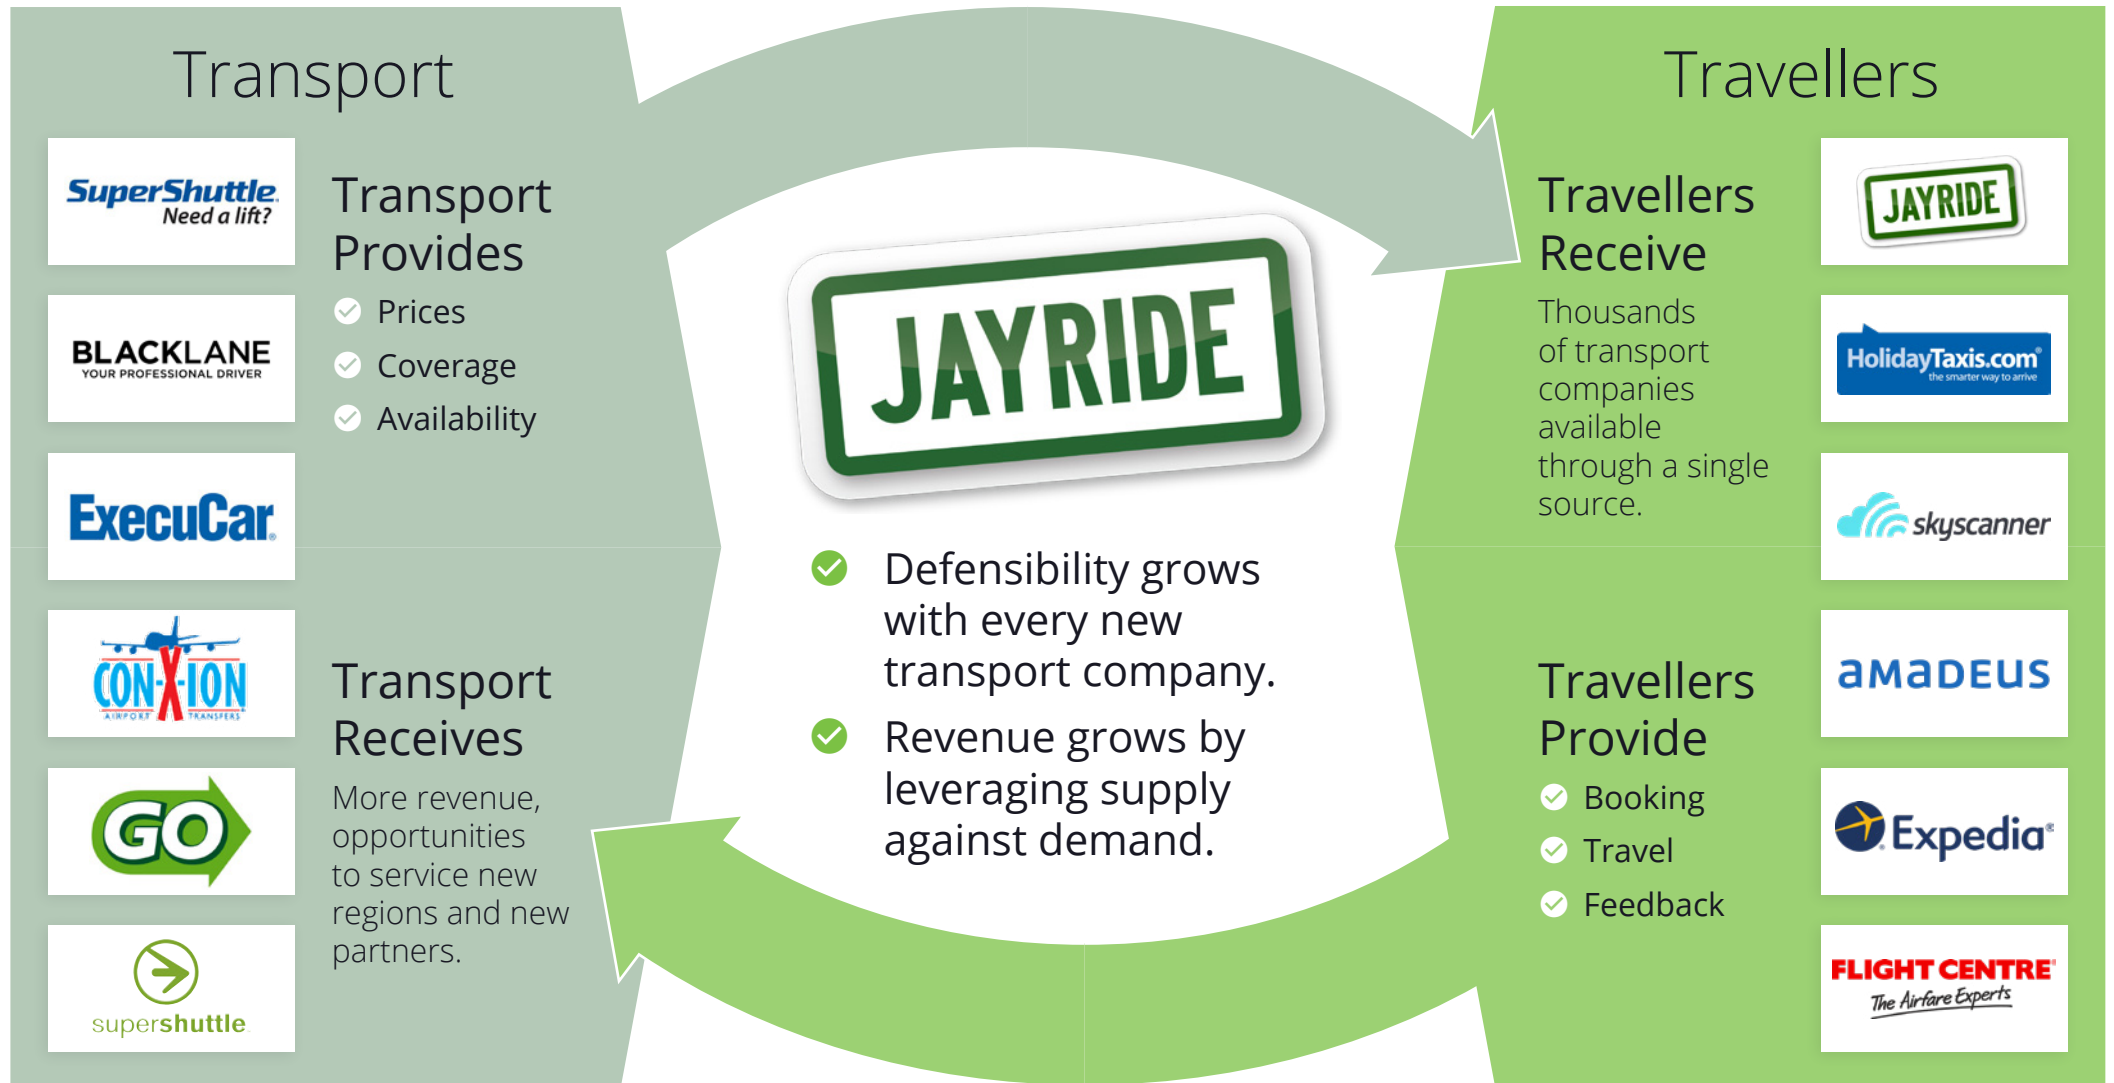 Transport
SuperShuttle
Need a lift?
BLACKLANE
YOUR PROFESSIONAL DRIVER
ExecuCar
CON-X-ION
AIRPORT TRANSFERS
GO
supershuttle
Transport
Provides
Prices
Coverage
Availability
Transport
Receives
More revenue,
opportunities
to service new
regions and new
partners.
JAYRIDE
Defensibility grows
with every new
transport company.
Revenue grows by
leveraging supply
against demand.
Travellers
Travellers
Receive
Thousands
of transport
companies
available
through a single
source.
Travellers
Provide
Booking
Travel
Feedback
JAYRIDE
HolidayTaxis.com®
the smarter way to arrive
skyscanner
amadeus
Expedia®
FLIGHT CENTRE®
The Airfare Experts